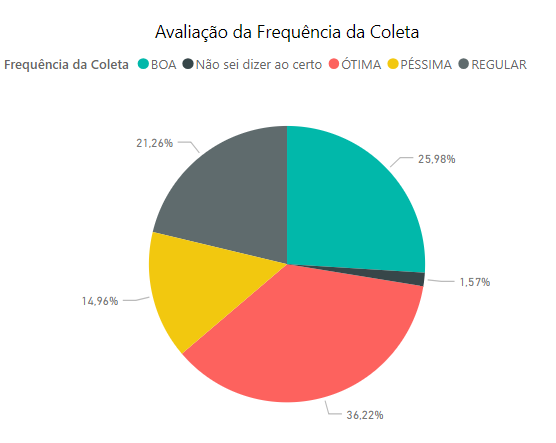 Avaliação da Frequência da Coleta
Frequência da Coleta BOA Não sei dizer ao certo ÓTIMA PÉSSIMA REGULAR
21,26%
25,98%
1,57%
14,96%
36,22%